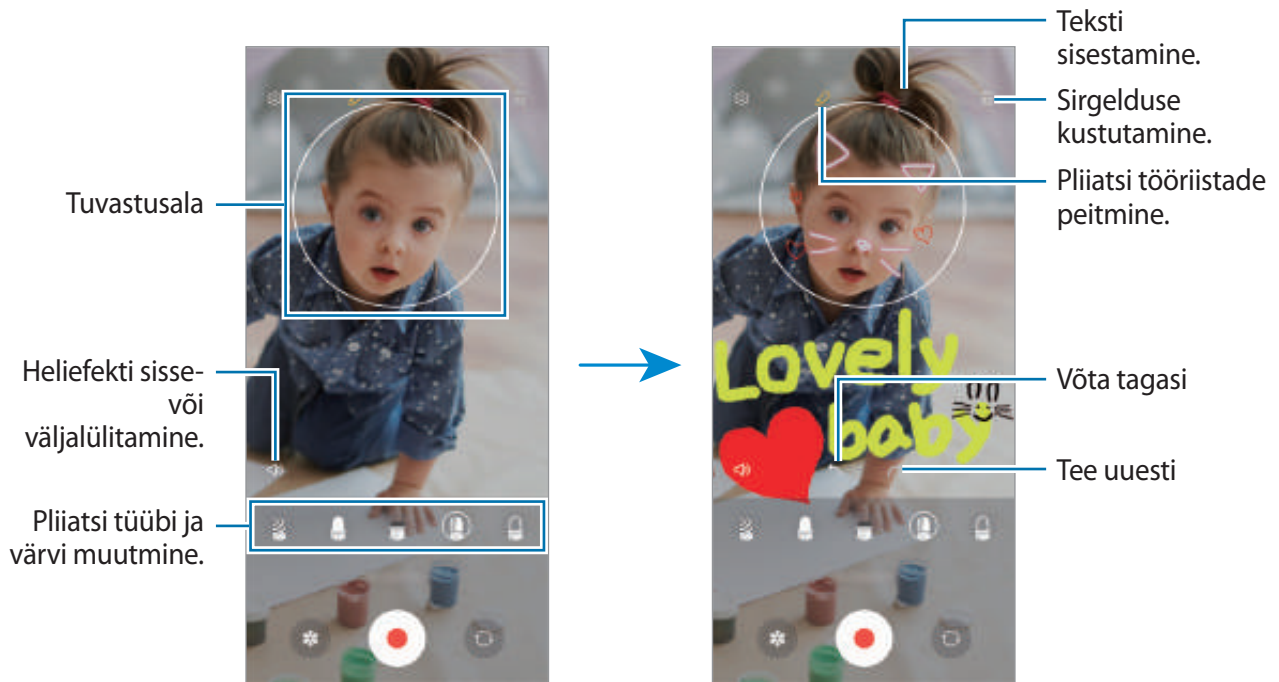 Tuvastusala
Heliefekti sisse-
või
väljalülitamine.
Pliiatsi tüübi ja
värvi muutmine.
Teksti
sisestamine.
Sirgelduse
kustutamine.
Pliiatsi tööriistade
peitmine.
Lovely
baby
Võta tagasi
Tee uuesti